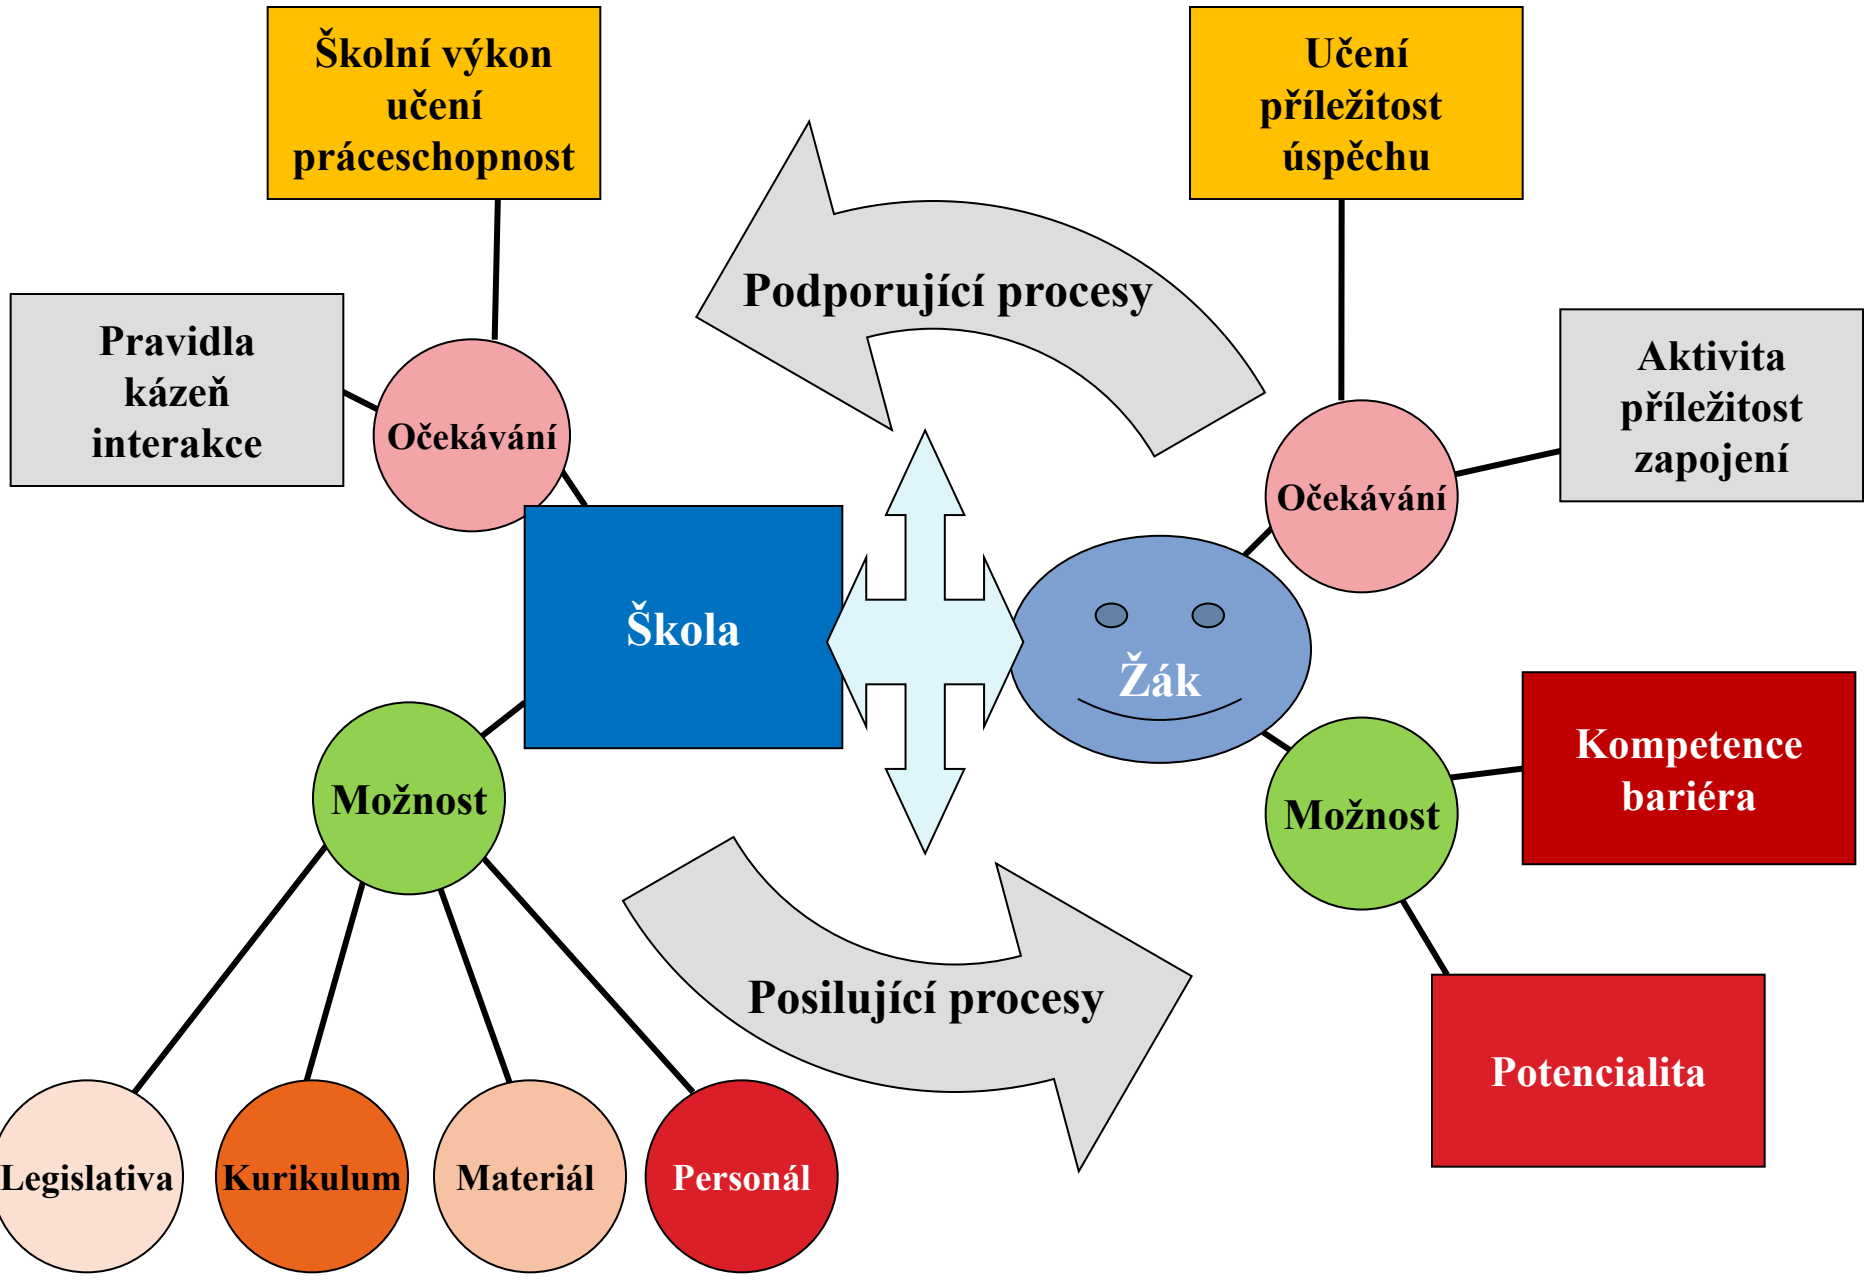 Školní výkon
učení
práceschopnost
Učení
příležitost
úspěchu
Podporující procesy
Pravidla
kázeň
interakce
Aktivita
příležitost
zapojení
Očekávání
Očekávání
Škola
Žák
Kompetence
bariéra
Možnost
Možnost
Posilující procesy
Potencialita
Legislativa
Kurikulum
Materiál
Personál